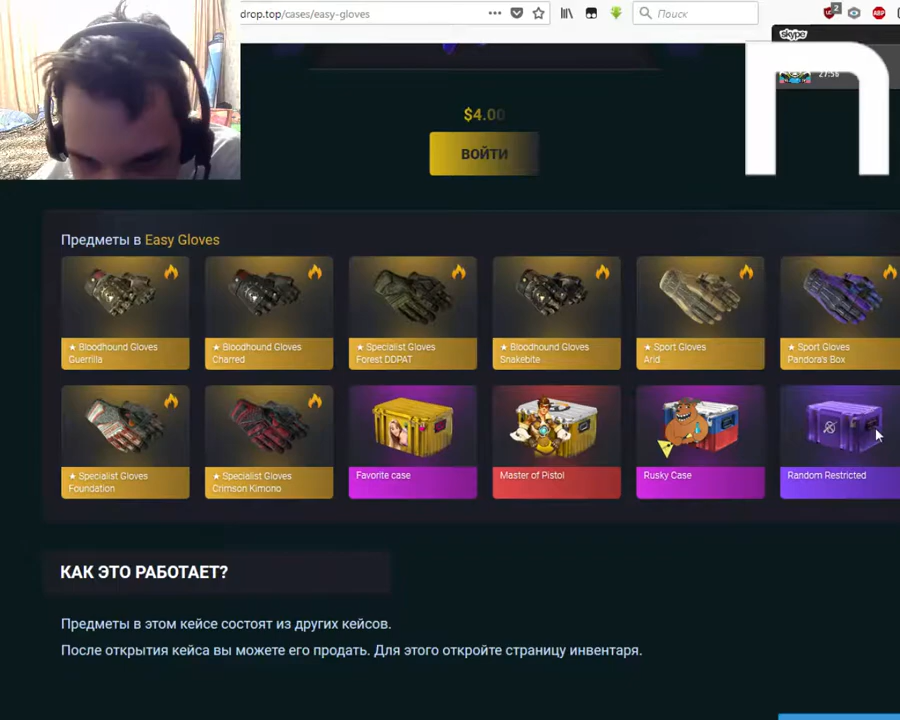 drop.top/cases/easy-gloves
Поиск
2
skype
27:56
$4.00
ВОЙТИ
Предметы в Easy Gloves
★ Bloodhound Gloves
Guerrilla
★ Bloodhound Gloves
Charred
★ Specialist Gloves
Forest DDPAT
★ Bloodhound Gloves
Snakebite
★ Sport Gloves
Arid
★ Sport Gloves
Pandora's Box
★ Specialist Gloves
Foundation
★ Specialist Gloves
Crimson Kimono
Favorite case
Master of Pistol
Rusky Case
Random Restricted
КАК ЭТО РАБОТАЕТ?
Предметы в этом кейсе состоят из других кейсов.
После открытия кейса вы можете его продать. Для этого откройте страницу инвентаря.